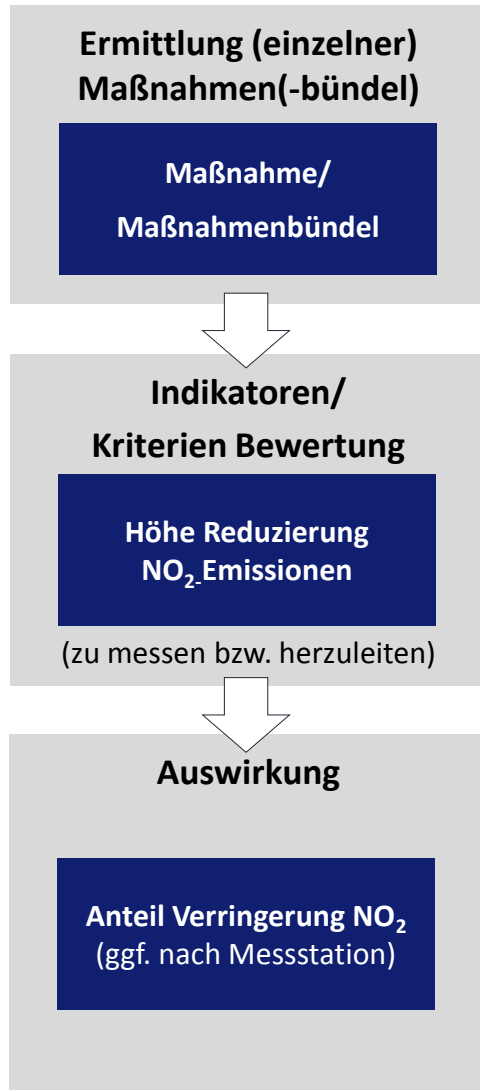 Ermittlung (einzelner)
Maßnahmen(-bündel)
Maßnahme/
Maßnahmenbündel
Indikatoren/
Kriterien Bewertung
Höhe Reduzierung
NO₂-Emissionen
(zu messen bzw. herzuleiten)
Auswirkung
Anteil Verringerung NO₂
(ggf. nach Messstation)